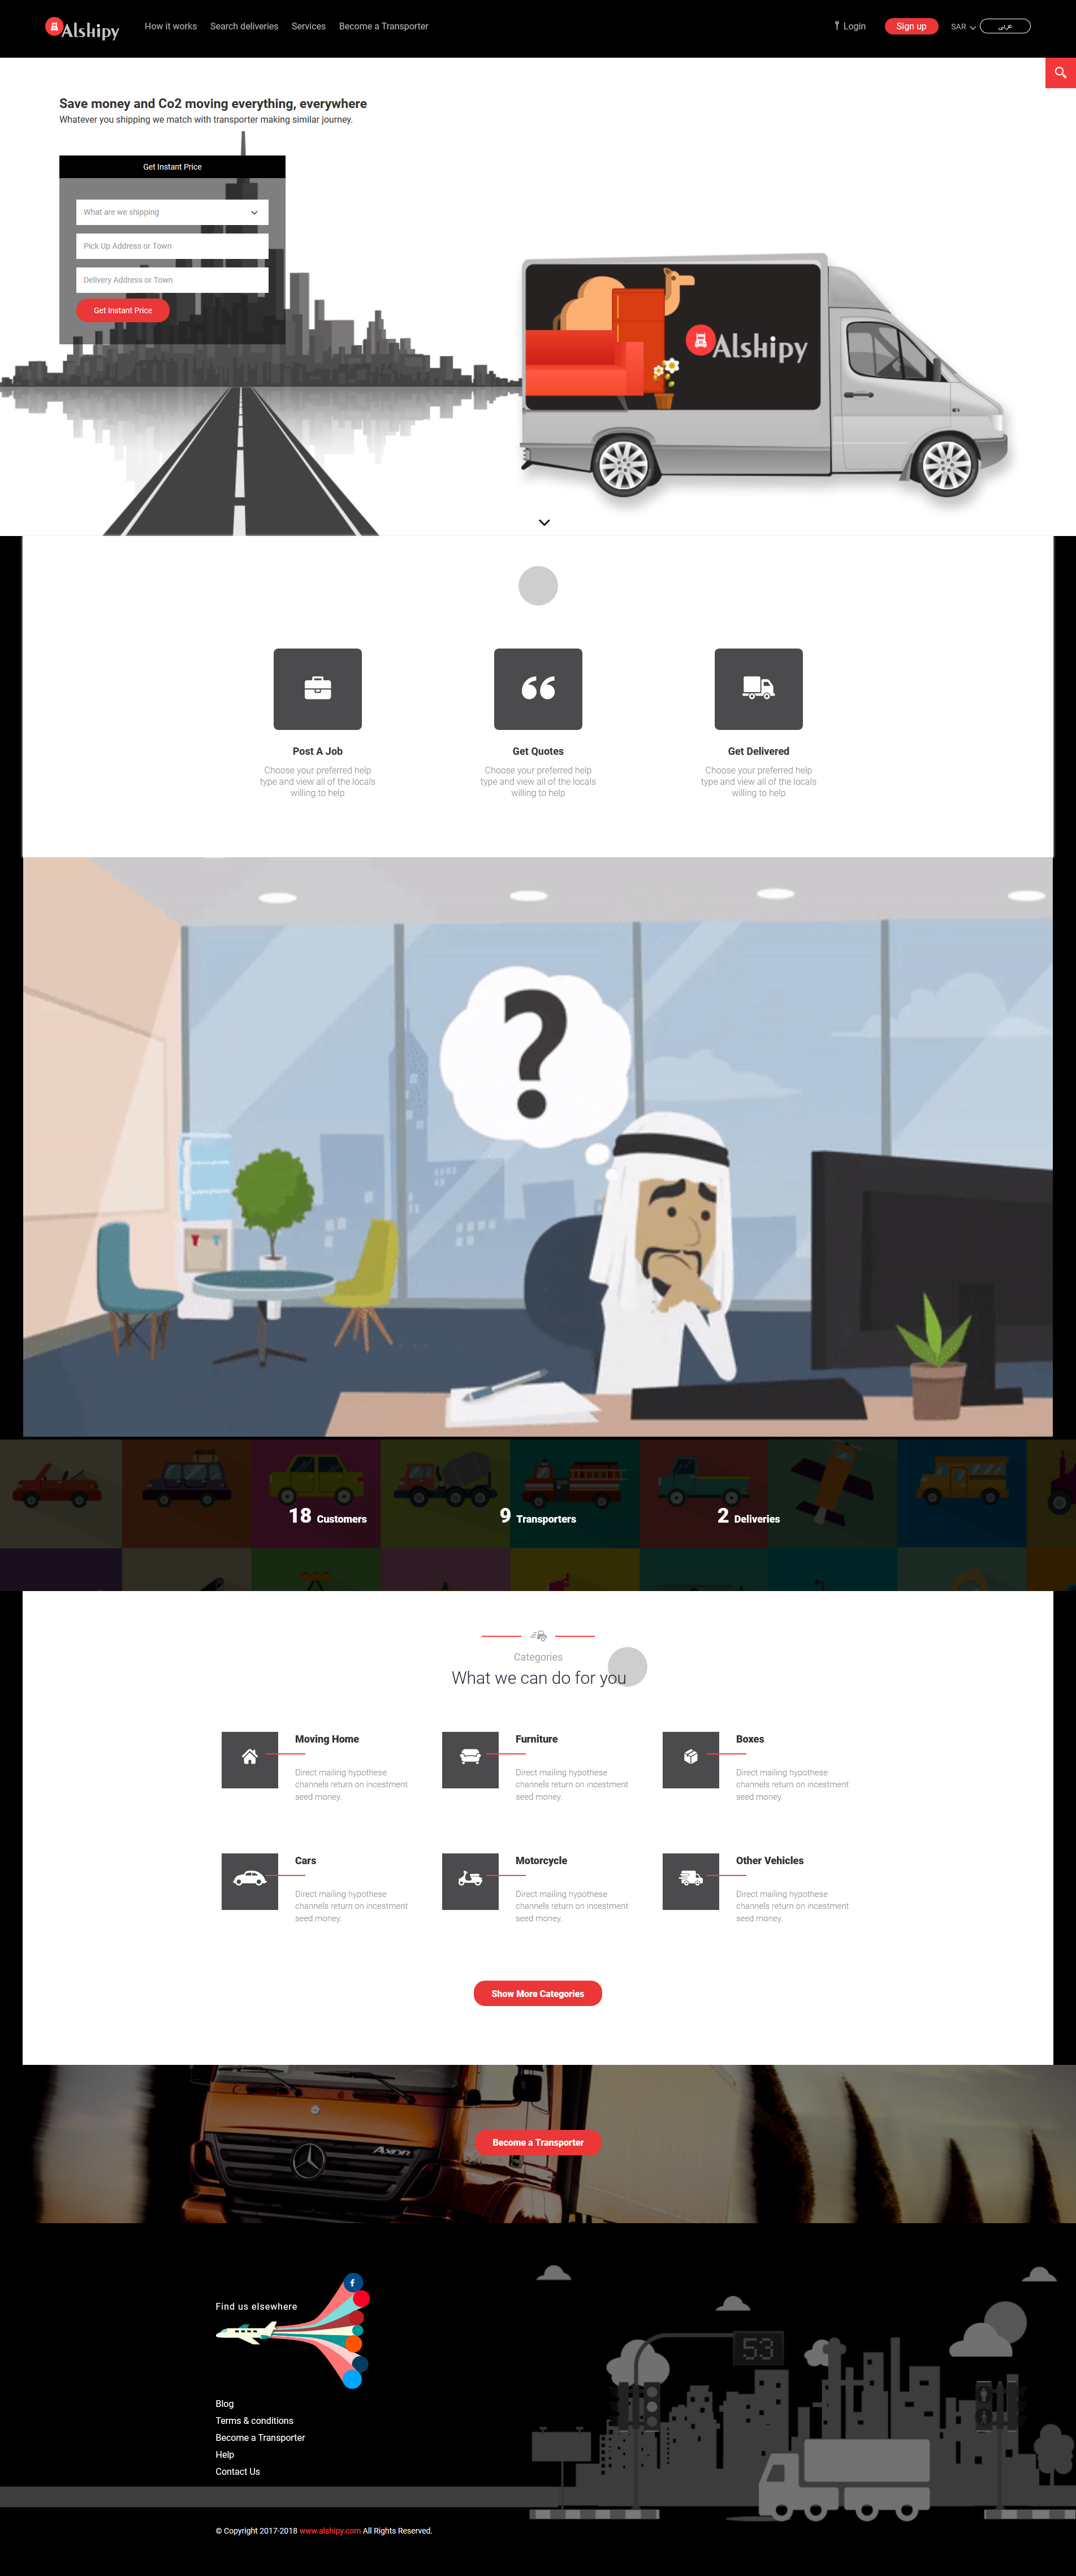 Alshipy
How it works
Search deliveries
Services
Become a Transporter
Login
Sign up
SAR
عربي
Save money and Co2 moving everything, everywhere
Whatever you shipping we match with transporter making similar journey.
Get Instant Price
What are we shipping
Pick Up Address or Town
Delivery Address or Town
Get Instant Price
Alshipy
Post A Job
Choose your preferred help
type and view all of the locals
willing to help
Get Quotes
Choose your preferred help
type and view all of the locals
willing to help
Get Delivered
Choose your preferred help
type and view all of the locals
willing to help
?
18 Customers
9 Transporters
2 Deliveries
Categories
What we can do for you
Moving Home
Direct mailing hypothese
channels return on incestment
seed money.
Furniture
Direct mailing hypothese
channels return on incestment
seed money.
Boxes
Direct mailing hypothese
channels return on incestment
seed money.
Cars
Direct mailing hypothese
channels return on incestment
seed money.
Motorcycle
Direct mailing hypothese
channels return on incestment
seed money.
Other Vehicles
Direct mailing hypothese
channels return on incestment
seed money.
Show More Categories
AXOR
Become a Transporter
Find us elsewhere
f
53
Blog
Terms & conditions
Become a Transporter
Help
Contact Us
© Copyright 2017-2018 www.alshipy.com All Rights Reserved.